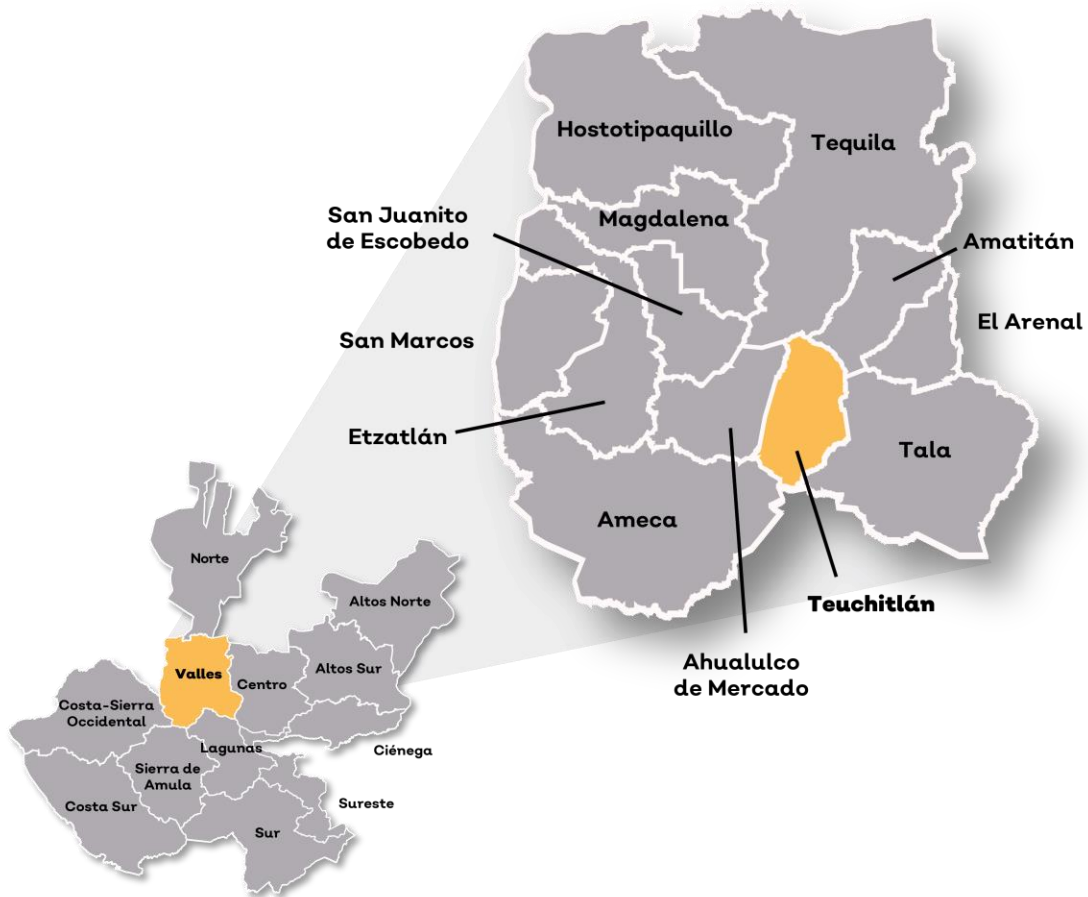 Hostotipaquillo
Tequila
San Juanito
de Escobedo
Magdalena
Amatitán
San Marcos
El Arenal
Etzatlán
Tala
Ameca
Teuchitlán
Ahualulco
de Mercado
Norte
Altos Norte
Valles
Centro
Altos Sur
Costa-Sierra
Occidental
Lagunas
Ciénega
Sierra de
Amula
Costa Sur
Sureste
Sur